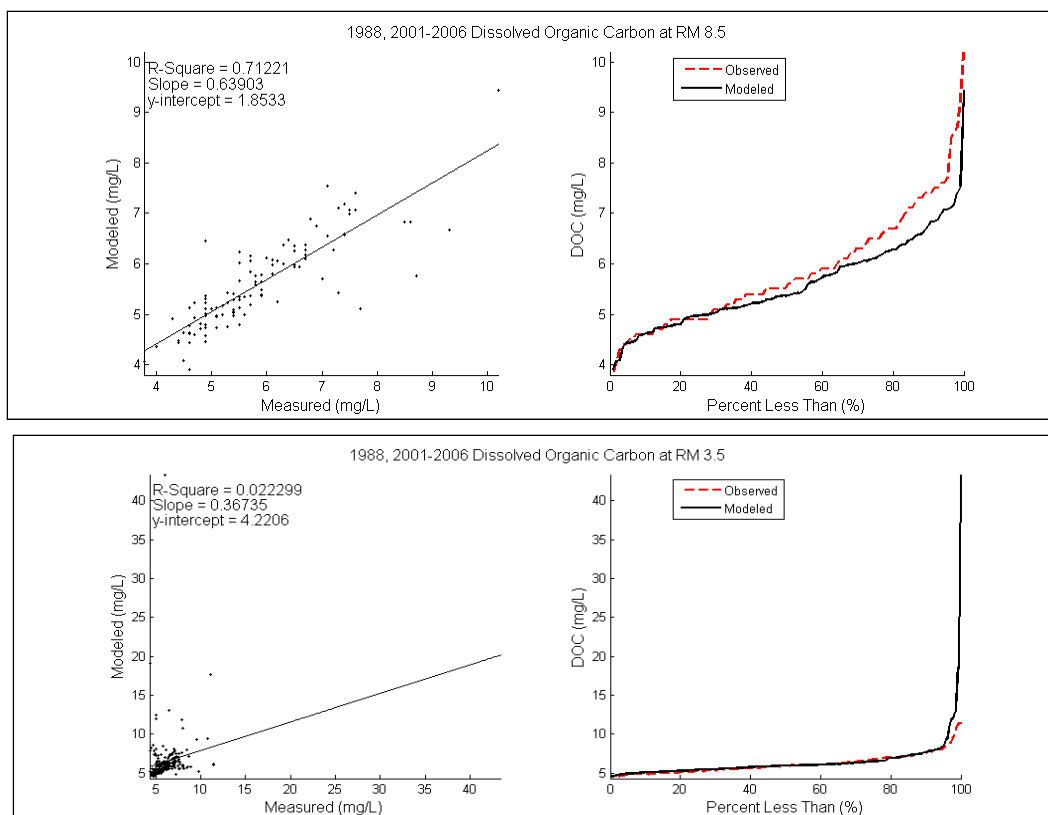 1988, 2001-2006 Dissolved Organic Carbon at RM 8.5
R-Square = 0.71221
Slope = 0.63903
y-intercept = 1.8533
Modeled (mg/L)
10
9
8
7
6
5
4
4 5 6 7 8 9 10
Measured (mg/L)
Observed
Modeled
DOC (mg/L)
10
9
8
7
6
5
4
0 20 40 60 80 100
Percent Less Than (%)
1988, 2001-2006 Dissolved Organic Carbon at RM 3.5
R-Square = 0.022299
Slope = 0.36735
y-intercept = 4.2206
Modeled (mg/L)
40
35
30
25
20
15
10
5
5 10 15 20 25 30 35 40
Measured (mg/L)
Observed
Modeled
DOC (mg/L)
40
35
30
25
20
15
10
5
0 20 40 60 80 100
Percent Less Than (%)